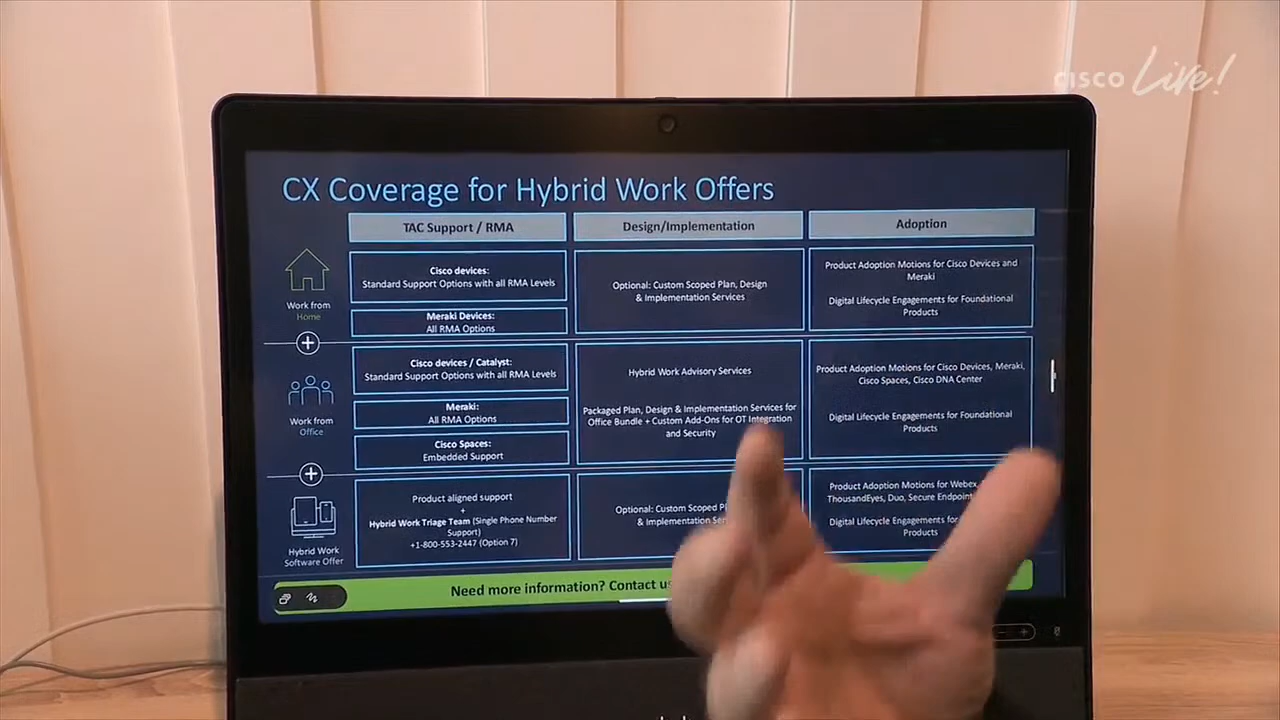 cisco Live!
CX Coverage for Hybrid Work Offers
TAC Support / RMA
Design/Implementation
Adoption
Work from
Home
Cisco devices:
Standard Support Options with all RMA Levels
Meraki Devices:
All RMA Options
Optional: Custom Scoped Plan, Design
& Implementation Services
Product Adoption Motions for Cisco Devices and
Meraki
Digital Lifecycle Engagements for Foundational
Products
Work from
Office
Cisco devices / Catalyst:
Standard Support Options with all RMA Levels
Meraki:
All RMA Options
Cisco Spaces:
Embedded Support
Hybrid Work Advisory Services
Packaged Plan, Design & Implementation Services for
Office Bundle + Custom Add-Ons for OT Integration
and Security
Product Adoption Motions for Cisco Devices, Meraki,
Cisco Spaces, Cisco DNA Center
Digital Lifecycle Engagements for Foundational
Products
Hybrid Work
Software Offer
Product aligned support
+
Hybrid Work Triage Team (Single Phone Number
Support)
+1-800-553-2447 (Option 7)
Optional: Custom Scoped
& Implementation
Product Adoption Motions for Webex,
ThousandEyes, Duo, Secure Endpoint
Digital Lifecycle Engagements for
Products
Need more information? Contact us